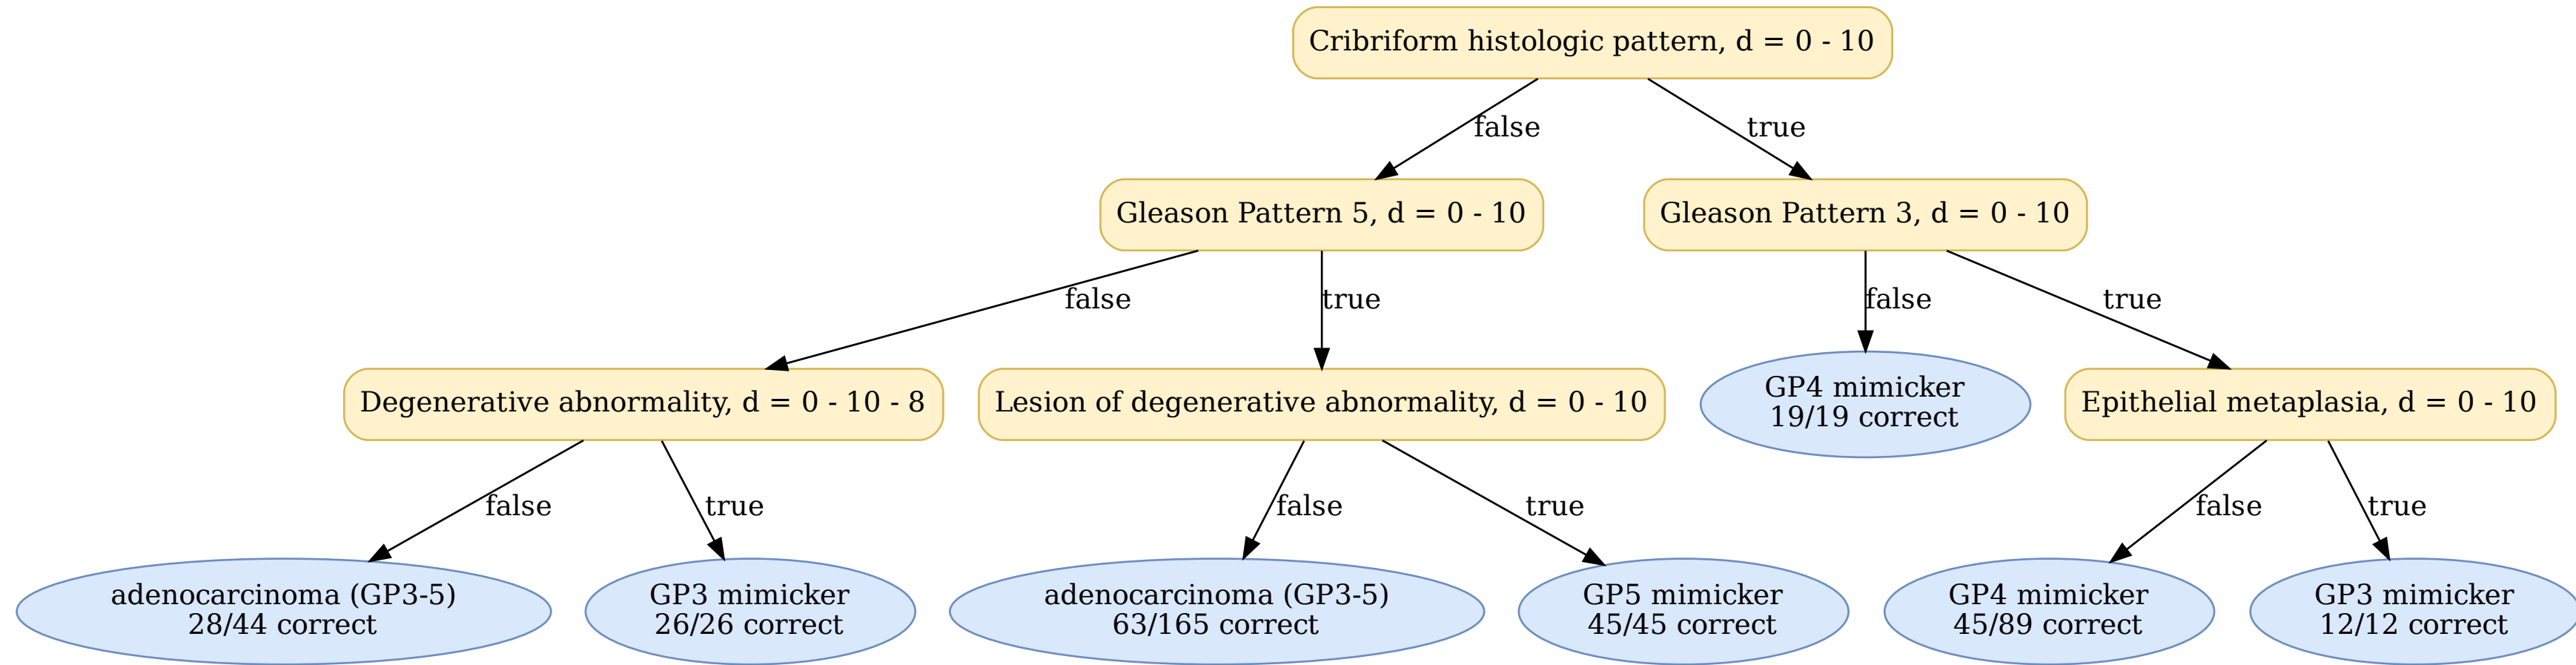 Cribriform histologic pattern, d = 0 - 10
false
true
Gleason Pattern 5, d = 0 - 10
Gleason Pattern 3, d = 0 - 10
false
true
false
true
Degenerative abnormality, d = 0 - 10 - 8
Lesion of degenerative abnormality, d = 0 - 10
GP4 mimicker
19/19 correct
Epithelial metaplasia, d = 0 - 10
false
true
false
true
false
true
adenocarcinoma (GP3-5)
28/44 correct
GP3 mimicker
26/26 correct
adenocarcinoma (GP3-5)
63/165 correct
GP5 mimicker
45/45 correct
GP4 mimicker
45/89 correct
GP3 mimicker
12/12 correct